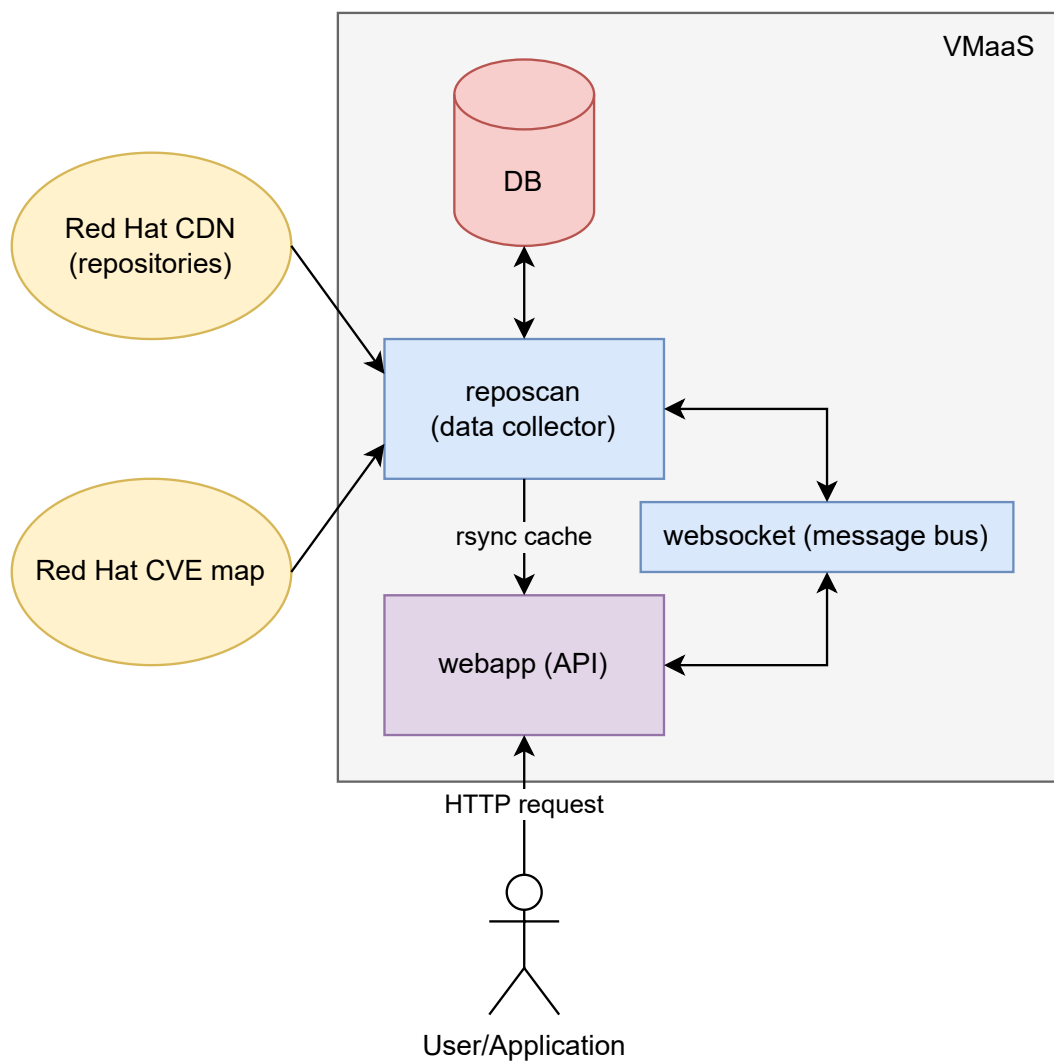 VMaaS
DB
Red Hat CDN
(repositories)
reposcan
(data collector)
rsync cache
websocket (message bus)
Red Hat CVE map
webapp (API)
HTTP request
User/Application